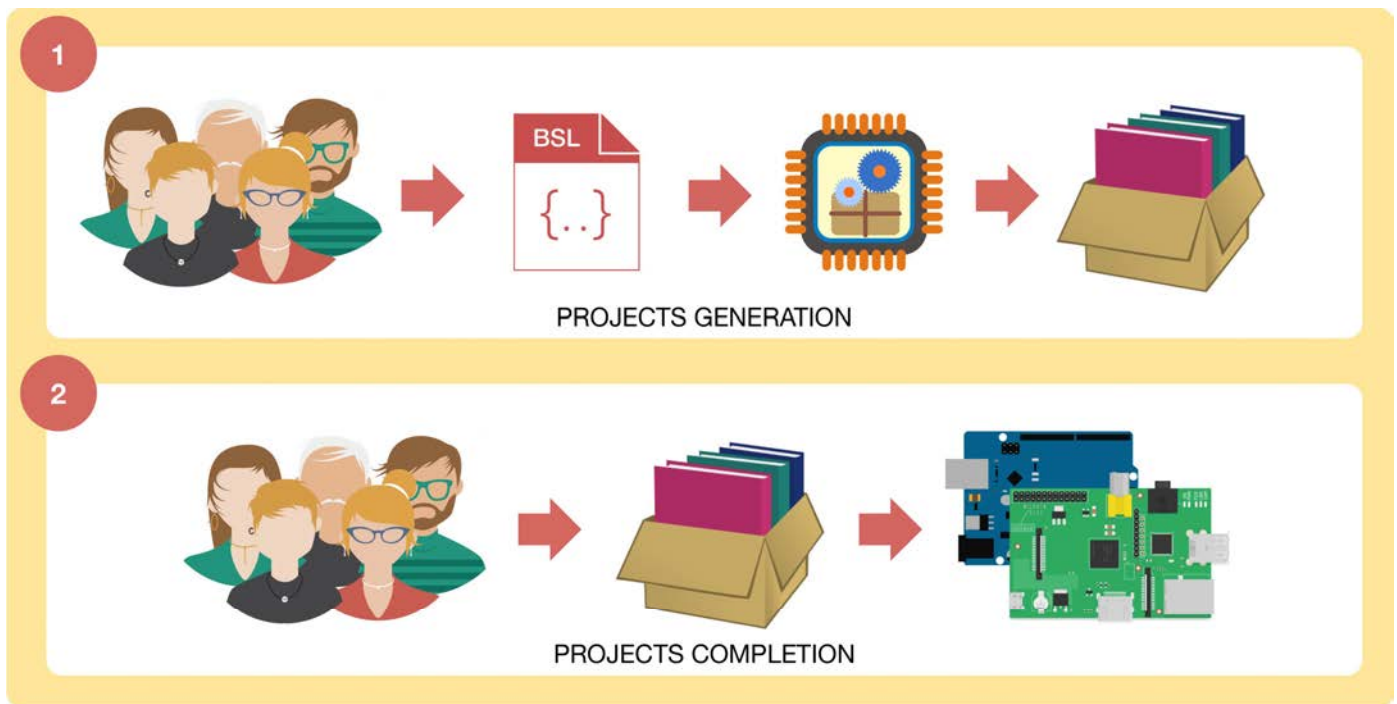 1
BSL
{..}
PROJECTS GENERATION
2
PROJECTS COMPLETION